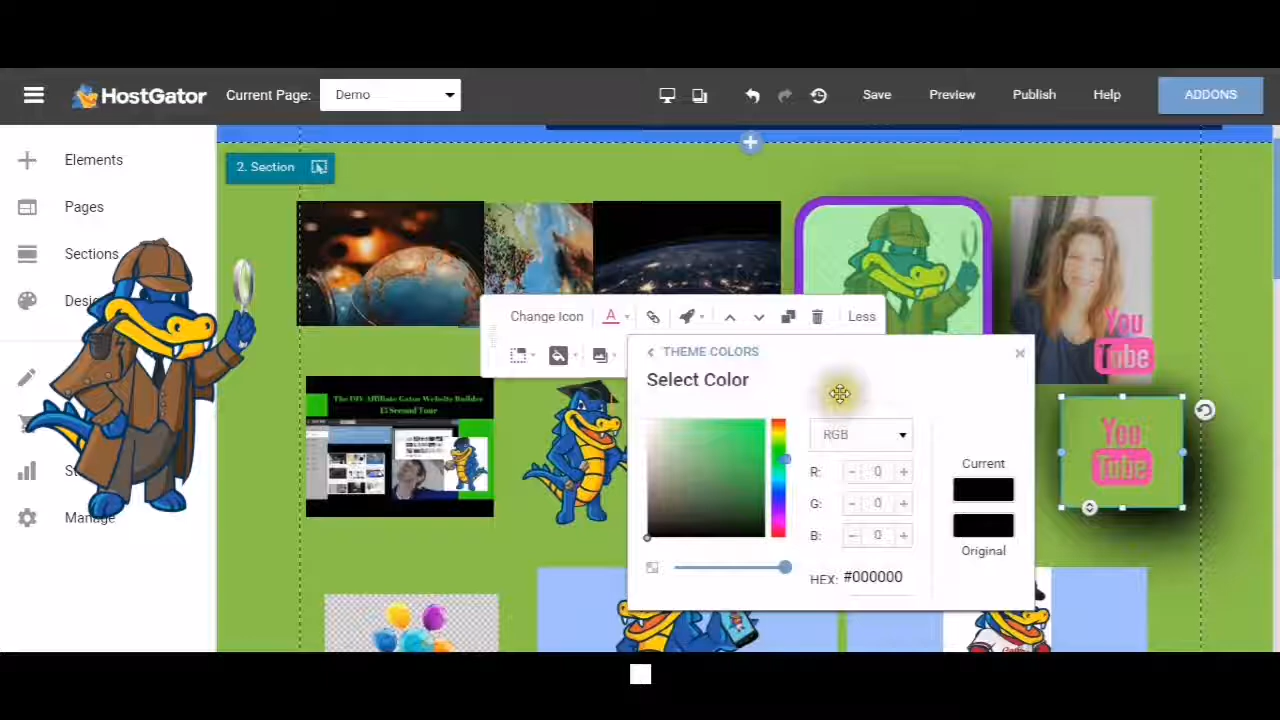 HostGator
Current Page:
Demo
Save
Preview
Publish
Help
ADDONS
Elements
Pages
Sections
Manage
2. Section
Change Icon
A
Less
THEME COLORS
Select Color
RGB
R:
0
G:
0
B:
0
HEX:
#000000
Current
Original
You
Tube
You
Tube
The DIY Affiliate Gator Website Builder
15 Second Tour